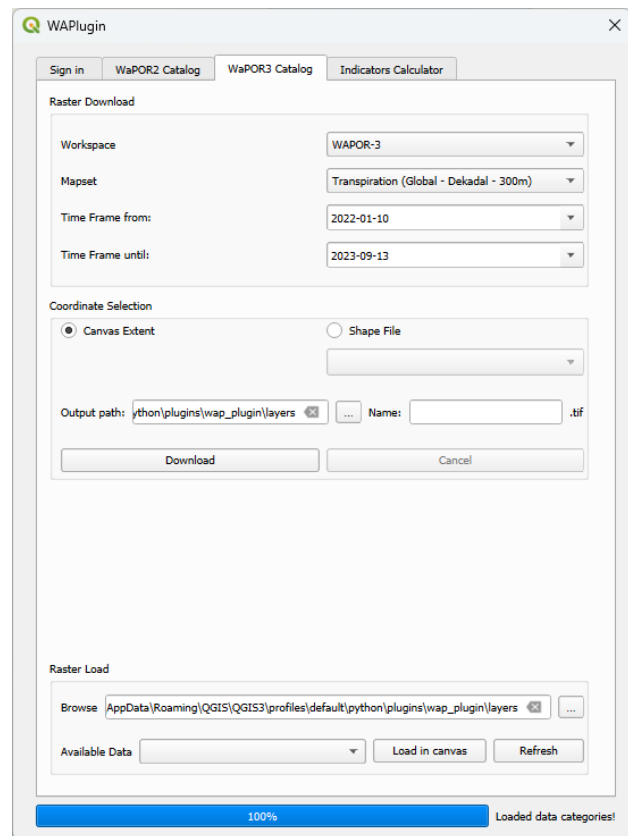 WAPlugin
Sign in WaPOR2 Catalog WaPOR3 Catalog Indicators Calculator
Raster Download
Workspace WAPOR-3
Mapset Transpiration (Global - Dekadal - 300m)
Time Frame from: 2022-01-10
Time Frame until: 2023-09-13
Coordinate Selection
Canvas Extent Shape File
Output path: ython\plugins\wap_plugin\layers ... Name: .tif
Download Cancel
Raster Load
Browse AppData\Roaming\QGIS\QGIS3\profiles\default\python\plugins\wap_plugin\layers ...
Available Data Load in canvas Refresh
100% Loaded data categories!